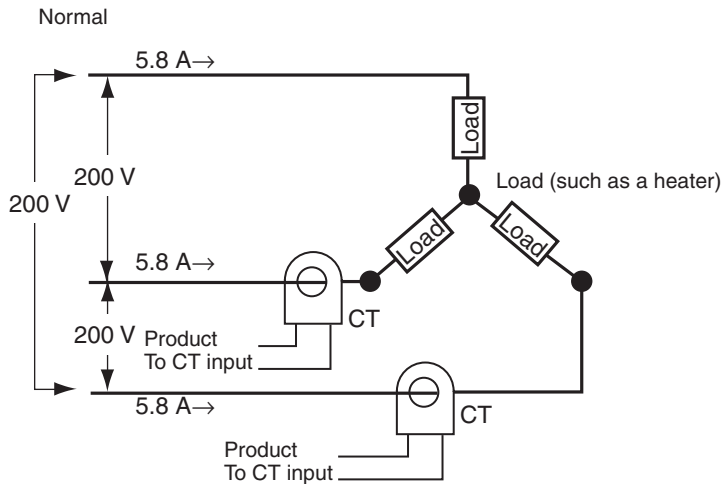 Normal
5.8 A→
Load
200 V
200 V
Load (such as a heater)
Load
Load
5.8 A→
CT
200 V
Product
To CT input
5.8 A→
CT
Product
To CT input